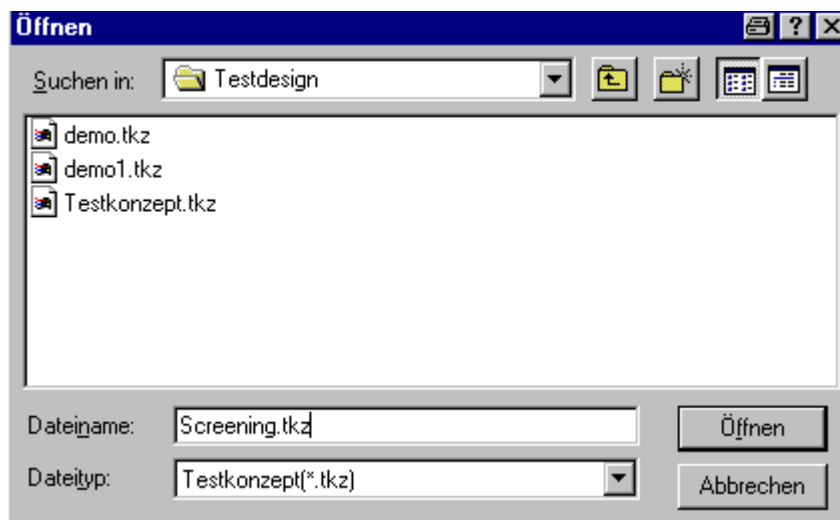 Öffnen
Suchen in: Testdesign
demo.tkz
demo1.tkz
Testkonzept.tkz
Dateiname: Screening.tkz Öffnen
Dateityp: Testkonzept(*.tkz) Abbrechen